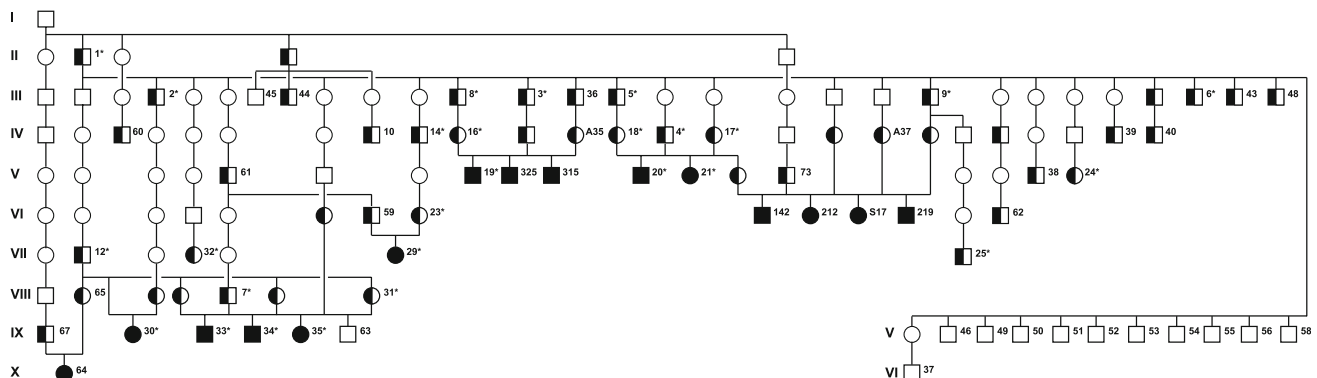 I
II 1*
III 2* 45 44 8* 3* 36 5* 9* 6* 43 48
IV 60 10 14* 16* A35 18* 4* 17* A37 39 40
V 61 19* 325 315 20* 21* 73 38 24*
VI 59 23* 142 212 S17 219 62
VII 12* 32* 29* 25*
VIII 65 7* 31*
IX 67 30* 33* 34* 35* 63 V 46 49 50 51 52 53 54 55 56 58
X 64 VI 37